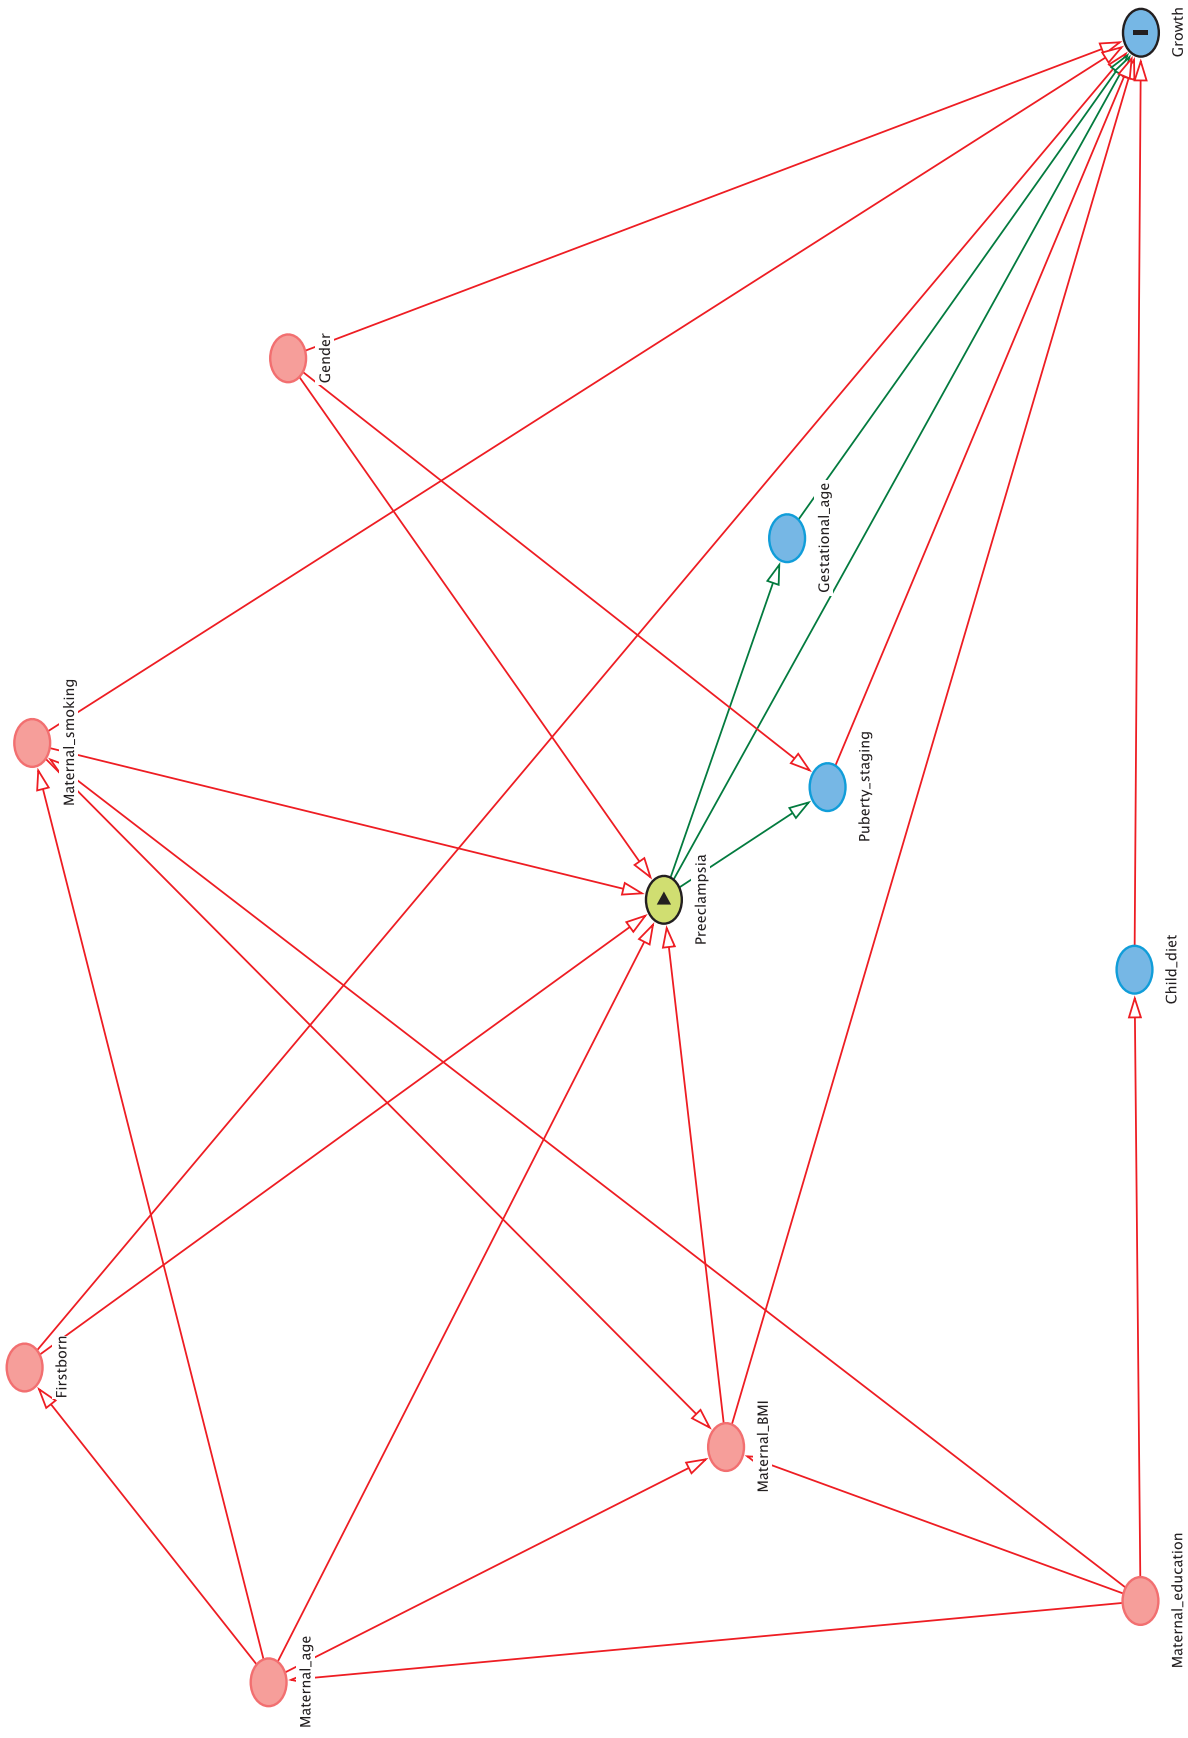 Growth
Gender
Gestational_age
Maternal_smoking
Puberty_staging
Preeclampsia
Child_diet
Firstborn
Maternal_BMI
Maternal_education
Maternal_age